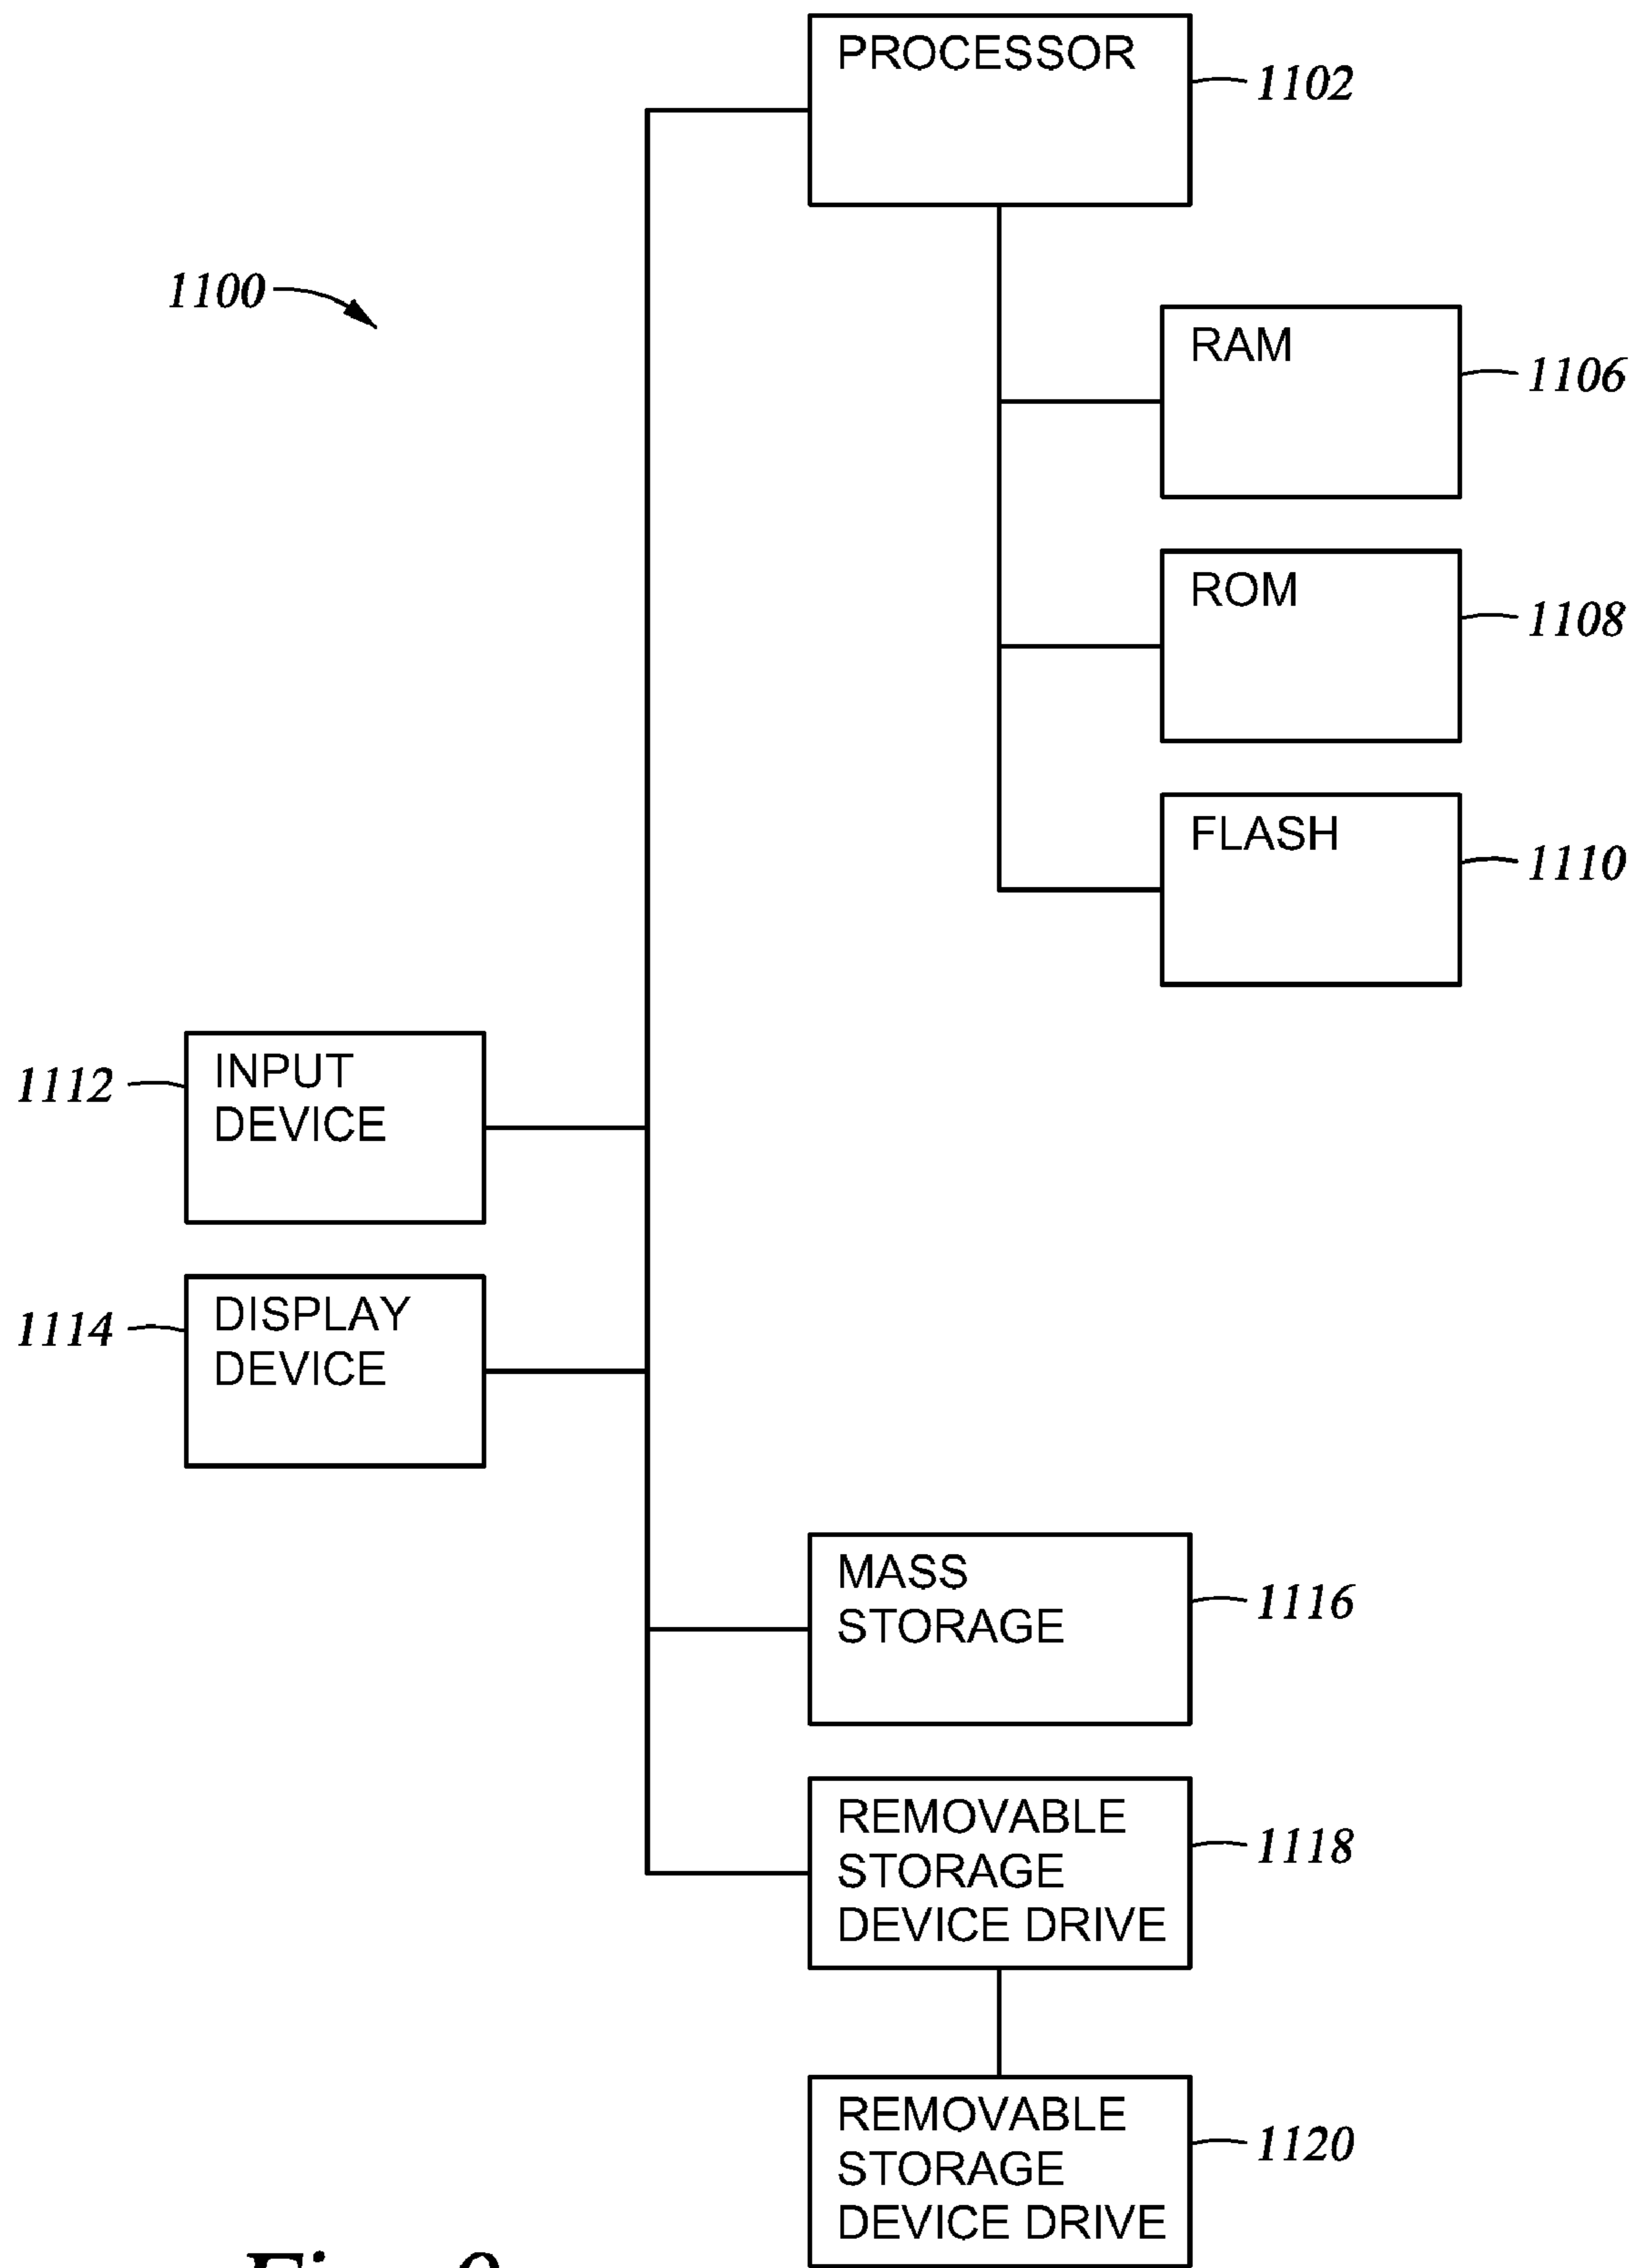 PROCESSOR
1102
1100
RAM
1106
ROM
1108
FLASH
1110
1112
INPUT
DEVICE
1114
DISPLAY
DEVICE
MASS
STORAGE
1116
REMOVABLE
STORAGE
DEVICE DRIVE
1118
REMOVABLE
STORAGE
DEVICE DRIVE
1120